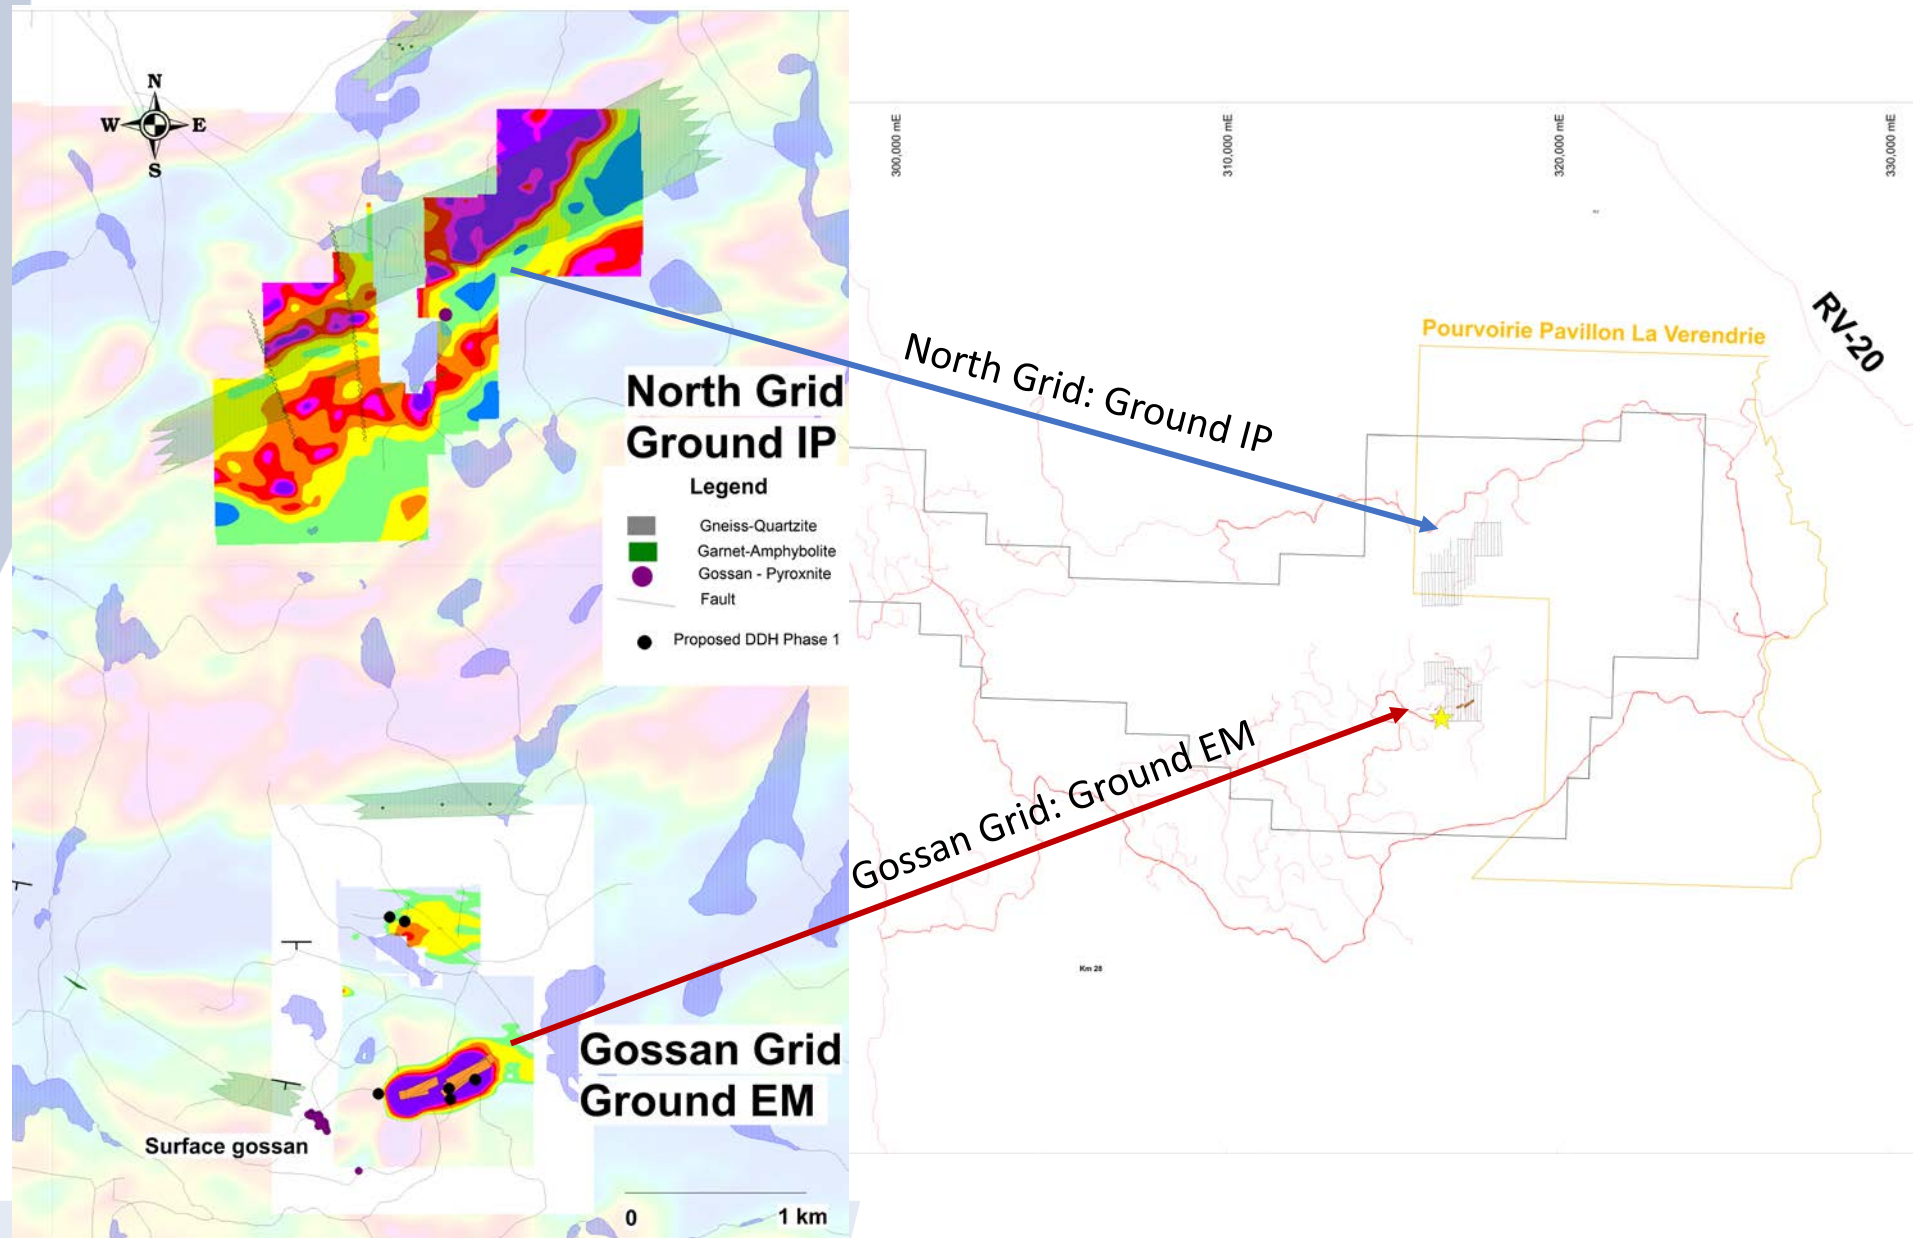 N
W E
S
North Grid
Ground IP
Legend
Gneiss-Quartzite
Garnet-Amphybolite
Gossan - Pyroxnite
Fault
Proposed DDH Phase 1
Gossan Grid
Ground EM
Surface gossan
0 1 km
300,000 mE
310,000 mE
320,000 mE
330,000 mE
RV-20
Pourvoirie Pavillon La Verendrie
North Grid: Ground IP
Gossan Grid: Ground EM
Km 28